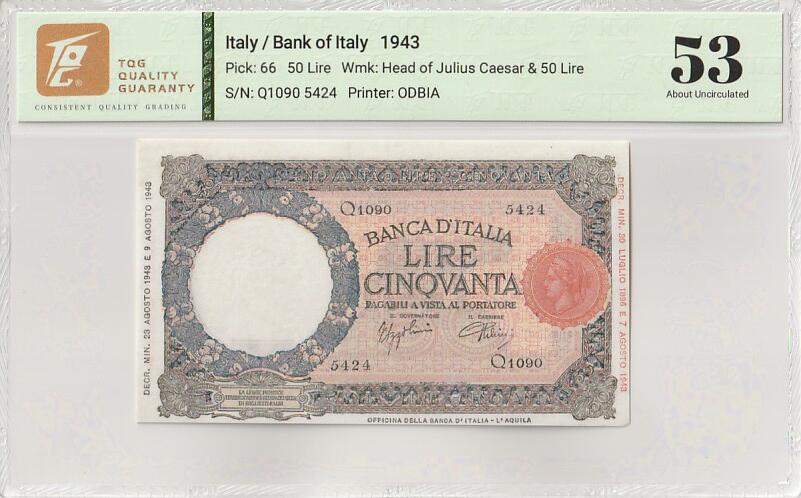 TQG
QUALITY
GUARANTY
CONSISTENT QUALITY GRADING
Italy / Bank of Italy 1943
Pick: 66 50 Lire Wmk: Head of Julius Caesar & 50 Lire
S/N: Q1090 5424 Printer: ODBIA
53
About Uncirculated
DECR. MIN. 23 AGOSTO 1943 E 9 AGOSTO 1943
Q1090 5424
BANCA D'ITALIA
LIRE
CINQVANTA
PAGABILI A VISTA AL PORTATORE
IL GOVERNATORE IL CASSIERE
5424 Q1090
DECR. MIN. 30 LUGLIO 1896 E 7 AGOSTO 1943
OFFICINA DELLA BANCA D'ITALIA - L'AQUILA